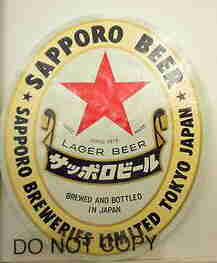 ★ SAPPORO BEER ★
SINCE 1876
LAGER BEER
サッポロビール
BREWED AND BOTTLED
IN JAPAN
SAPPORO BREWERIES LIMITED TOKYO JAPAN
DO NOT COPY